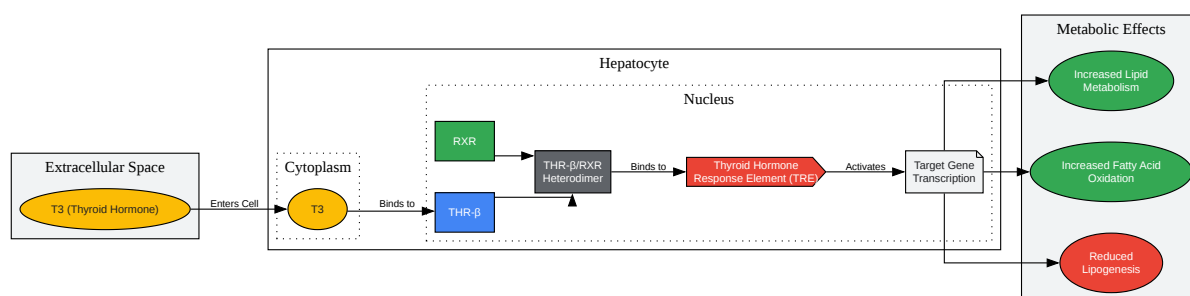 Metabolic Effects
Increased Lipid
Metabolism
Hepatocyte
Nucleus
RXR
Extracellular Space
Cytoplasm
THR-β/RXR
Heterodimer
Binds to
Thyroid Hormone
Response Element (TRE)
Activates
Target Gene
Transcription
Increased Fatty Acid
Oxidation
T3 (Thyroid Hormone)
Enters Cell
T3
Binds to
THR-β
Reduced
Lipogenesis